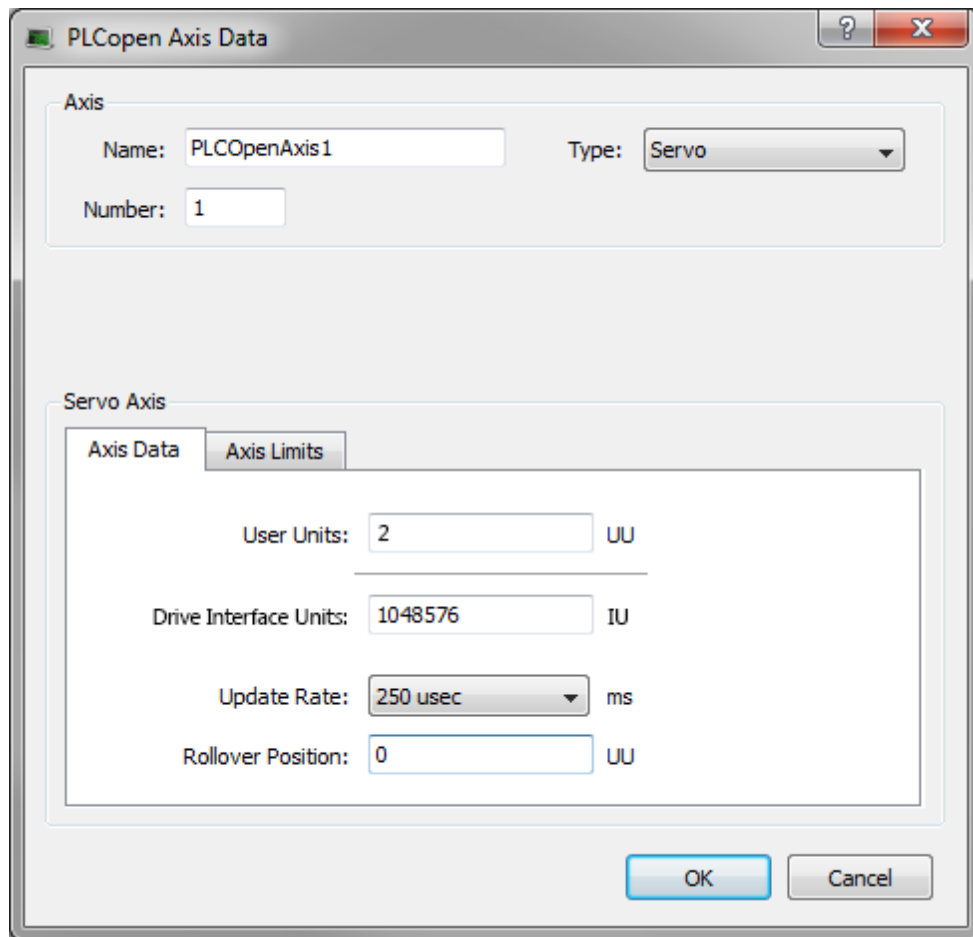 PLCopen Axis Data
?
X
Axis
Name: PLCOpenAxis1 Type: Servo
Number: 1
Servo Axis
Axis Data Axis Limits
User Units: 2 UU
Drive Interface Units: 1048576 IU
Update Rate: 250 usec ms
Rollover Position: 0 UU
OK Cancel